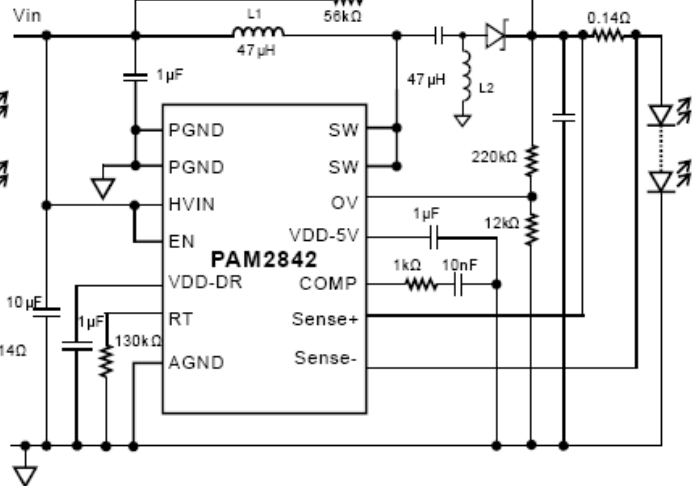 Vin
L1
56kΩ
0.14Ω
47μH
1μF
47μH
L2
PGND
SW
PGND
SW
220kΩ
HVIN
OV
1μF
12kΩ
EN
VDD-5V
PAM2842
VDD-DR
COMP
1kΩ
10nF
10μF
1μF
RT
Sense+
130kΩ
14Ω
AGND
Sense-